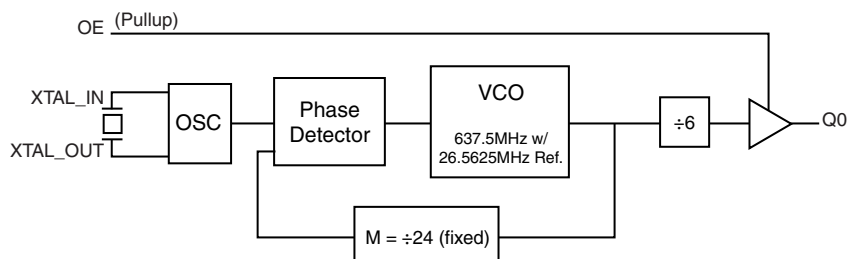 OE (Pullup)
XTAL_IN
XTAL_OUT
OSC
Phase
Detector
VCO
637.5MHz w/
26.5625MHz Ref.
÷6
Q0
M = ÷24 (fixed)